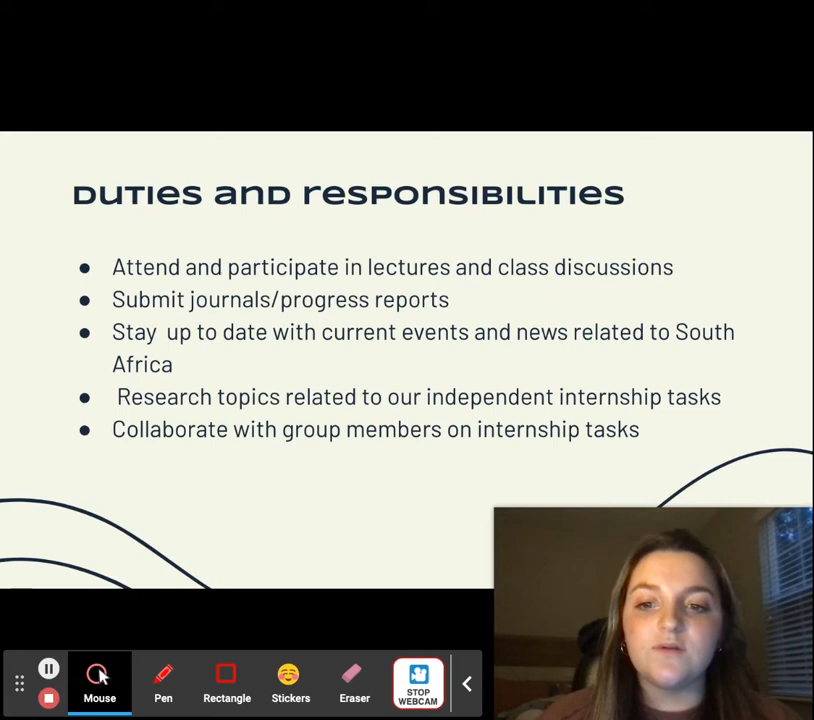 DUTIES AND RESPONSIBILITIES
● Attend and participate in lectures and class discussions
● Submit journals/progress reports
● Stay  up to date with current events and news related to South
Africa
●  Research topics related to our independent internship tasks
● Collaborate with group members on internship tasks
Mouse
Pen
Rectangle
Stickers
Eraser
STOP
WEBCAM